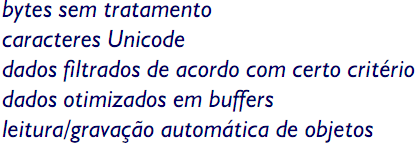 bytes sem tratamento
caracteres Unicode
dados filtrados de acordo com certo critério
dados otimizados em buffers
leitura/gravação automática de objetos